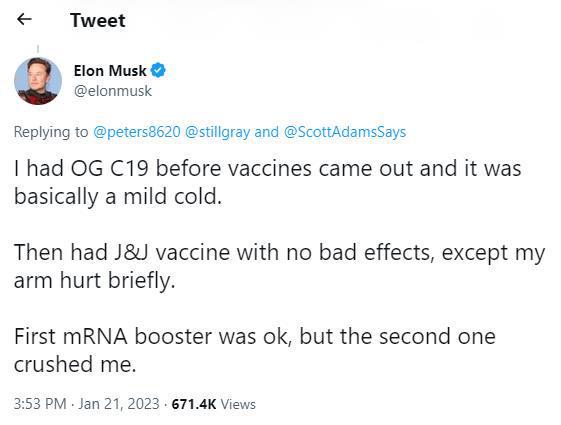 ← Tweet
Elon Musk
@elonmusk
Replying to @peters8620 @stillgray and @ScottAdamsSays
I had OG C19 before vaccines came out and it was
basically a mild cold.
Then had J&J vaccine with no bad effects, except my
arm hurt briefly.
First mRNA booster was ok, but the second one
crushed me.
3:53 PM · Jan 21, 2023 · 671.4K Views